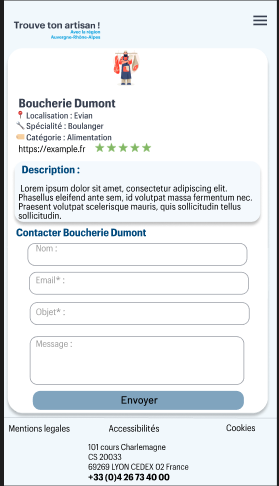 Trouve ton artisan !
Avec la région
Auvergne-Rhône-Alpes
Boucherie Dumont
Localisation : Evian
Spécialité : Boulanger
Catégorie : Alimentation
https://example.fr
Description :
Lorem ipsum dolor sit amet, consectetur adipiscing elit.
Phasellus eleifend ante sem, id volutpat massa fermentum nec.
Praesent volutpat scelerisque mauris, quis sollicitudin tellus
sollicitudin.
Contacter Boucherie Dumont
Nom :
Email* :
Objet* :
Message :
Envoyer
Mentions legales Accessibilités Cookies
101 cours Charlemagne
CS 20033
69269 LYON CEDEX 02 France
+33 (0)4 26 73 40 00